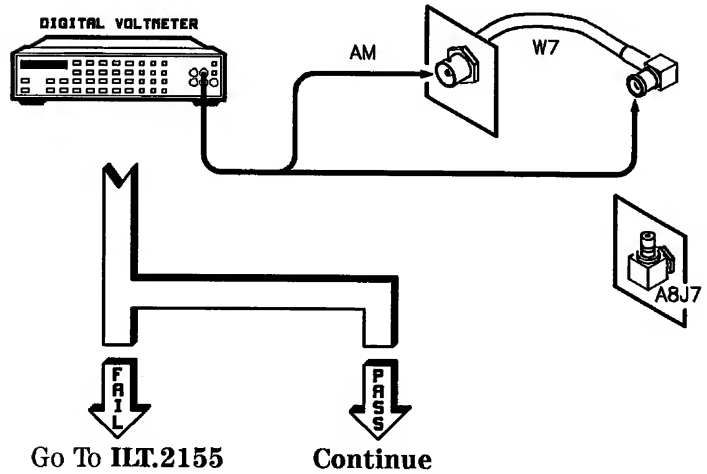 DIGITAL VOLTMETER
AM
W7
A8J7
FAIL
PASS
Go To ILT.2155
Continue